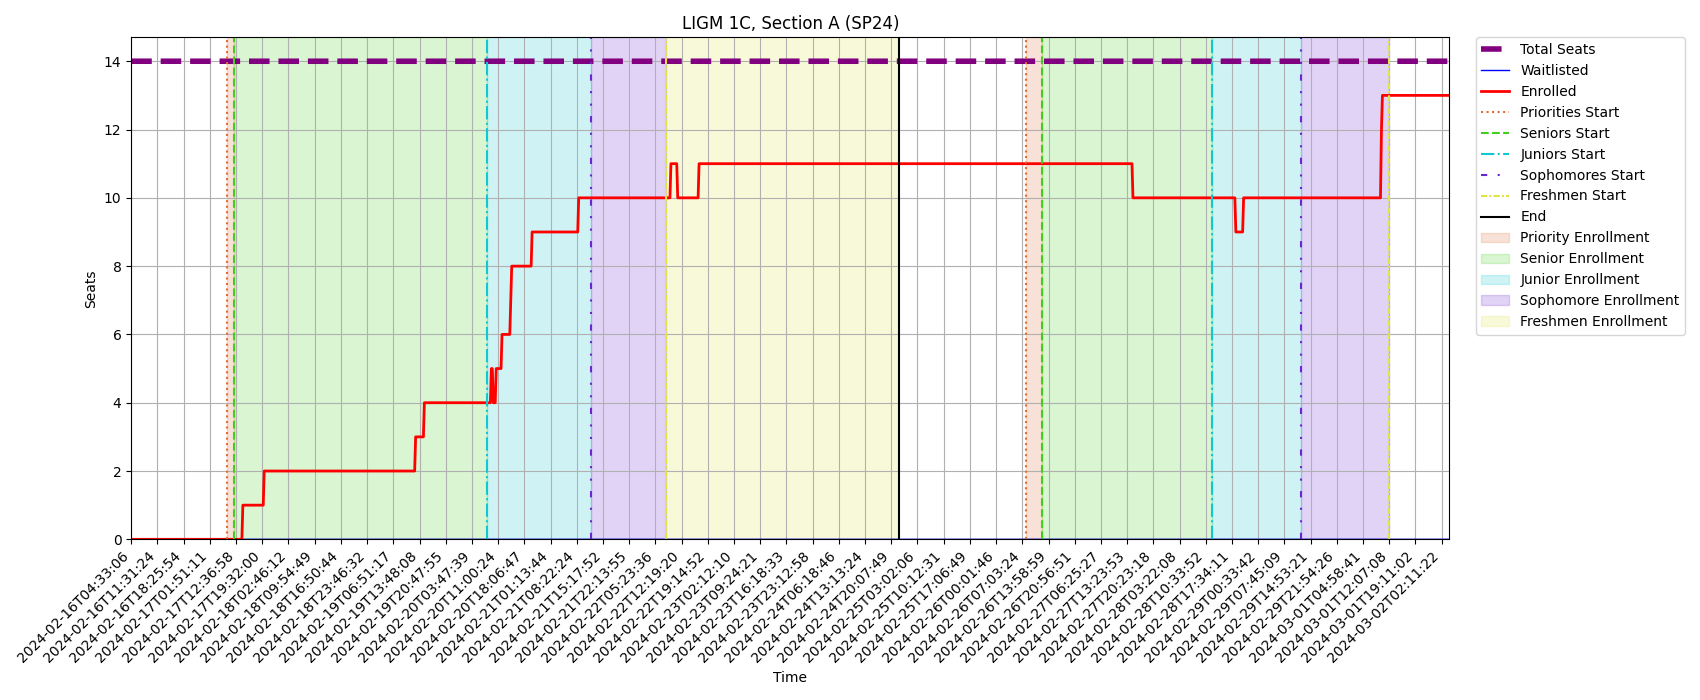 LIGM 1C, Section A (SP24)
Seats
14
12
10
8
6
4
2
0
2024-02-16T04:33:06
2024-02-16T11:31:24
2024-02-16T18:25:54
2024-02-17T01:51:11
2024-02-17T12:36:58
2024-02-17T19:32:00
2024-02-18T02:46:12
2024-02-18T09:54:49
2024-02-18T16:50:44
2024-02-18T23:46:32
2024-02-19T06:51:17
2024-02-19T13:48:08
2024-02-19T20:47:55
2024-02-20T03:47:39
2024-02-20T11:00:24
2024-02-20T18:06:47
2024-02-21T01:13:44
2024-02-21T08:22:24
2024-02-21T15:17:52
2024-02-21T22:13:55
2024-02-22T05:23:36
2024-02-22T12:19:20
2024-02-22T19:14:52
2024-02-23T02:12:10
2024-02-23T09:24:21
2024-02-23T16:18:33
2024-02-23T23:12:58
2024-02-24T06:18:46
2024-02-24T13:13:24
2024-02-24T20:07:49
2024-02-25T03:02:06
2024-02-25T10:12:31
2024-02-25T17:06:49
2024-02-26T00:01:46
2024-02-26T07:03:24
2024-02-26T13:58:59
2024-02-26T20:56:51
2024-02-27T06:25:27
2024-02-27T13:23:53
2024-02-27T20:23:18
2024-02-28T03:22:08
2024-02-28T10:33:52
2024-02-28T17:34:11
2024-02-29T00:33:42
2024-02-29T07:45:09
2024-02-29T14:53:21
2024-02-29T21:54:26
2024-03-01T04:58:41
2024-03-01T12:07:08
2024-03-01T19:11:02
2024-03-02T02:11:22
Time
Total Seats
Waitlisted
Enrolled
Priorities Start
Seniors Start
Juniors Start
Sophomores Start
Freshmen Start
End
Priority Enrollment
Senior Enrollment
Junior Enrollment
Sophomore Enrollment
Freshmen Enrollment